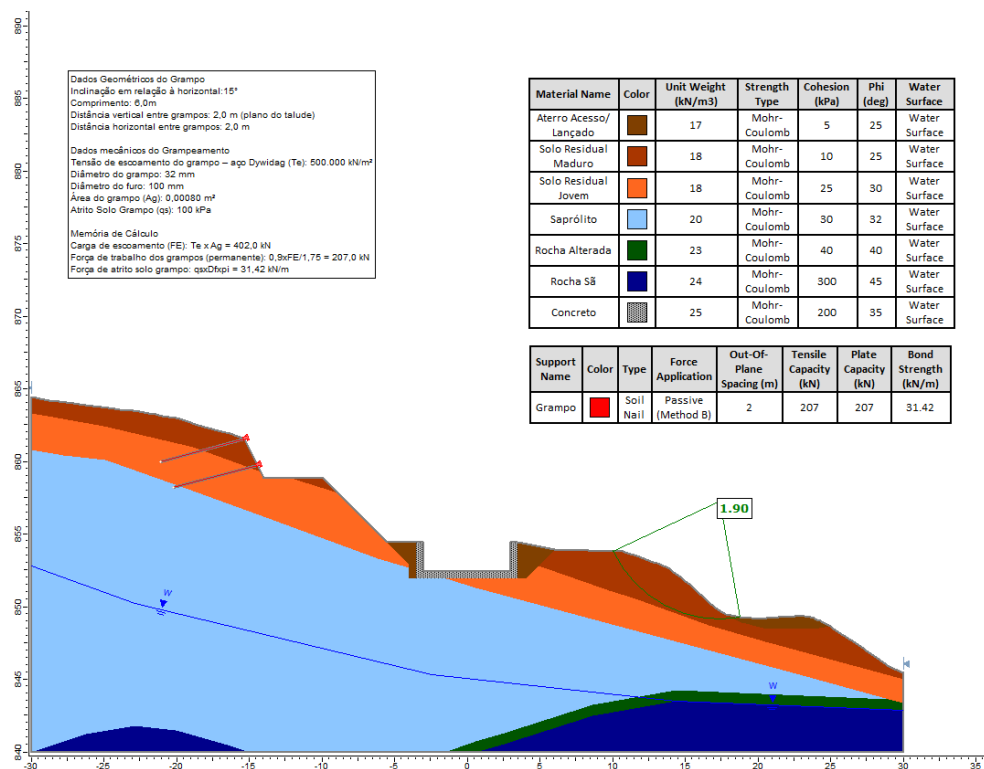 Dados Geométricos do Grampo
Inclinação em relação à horizontal:15°
Comprimento: 6,0m
Distância vertical entre grampos: 2,0 m (plano do talude)
Distância horizontal entre grampos: 2,0 m
Dados mecânicos do Grampeamento
Tensão de escoamento do grampo – aço Dywidag (Te): 500.000 kN/m²
Diâmetro do grampo: 32 mm
Diâmetro do furo: 100 mm
Área do grampo (Ag): 0,00080 m²
Atrito Solo Grampo (qs): 100 kPa
Memória de Cálculo
Carga de escoamento (FE): Te x Ag = 402,0 kN
Força de trabalho dos grampos (permanente): 0,9xFE/1,75 = 207,0 kN
Força de atrito solo grampo: qsxDfxpi = 31,42 kN/m
Material Name Color Unit Weight (kN/m3) Strength Type Cohesion (kPa) Phi (deg) Water Surface
Aterro Acesso/ Lançado 17 Mohr-Coulomb 5 25 Water Surface
Solo Residual Maduro 18 Mohr-Coulomb 10 25 Water Surface
Solo Residual Jovem 18 Mohr-Coulomb 25 30 Water Surface
Saprólito 20 Mohr-Coulomb 30 32 Water Surface
Rocha Alterada 23 Mohr-Coulomb 40 40 Water Surface
Rocha Sã 24 Mohr-Coulomb 300 45 Water Surface
Concreto 25 Mohr-Coulomb 200 35 Water Surface
Support Name Color Type Force Application Out-Of-Plane Spacing (m) Tensile Capacity (kN) Plate Capacity (kN) Bond Strength (kN/m)
Grampo Soil Nail Passive (Method B) 2 207 207 31.42
1.90
W
W
890
885
880
875
870
865
860
855
850
845
840
-30 -25 -20 -15 -10 -5 0 5 10 15 20 25 30 35